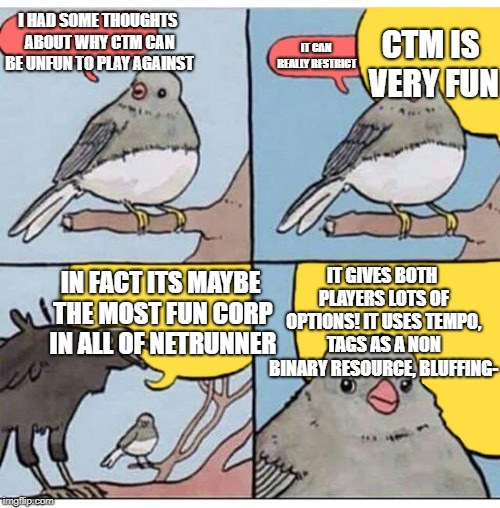 I HAD SOME THOUGHTS
ABOUT WHY CTM CAN
BE UNFUN TO PLAY AGAINST
IT CAN
REALLY RESTRICT
CTM IS
VERY FUN
IN FACT ITS MAYBE
THE MOST FUN CORP
IN ALL OF NETRUNNER
IT GIVES BOTH
PLAYERS LOTS OF
OPTIONS! IT USES TEMPO,
TAGS AS A NON
BINARY RESOURCE, BLUFFING-
imgflip.com